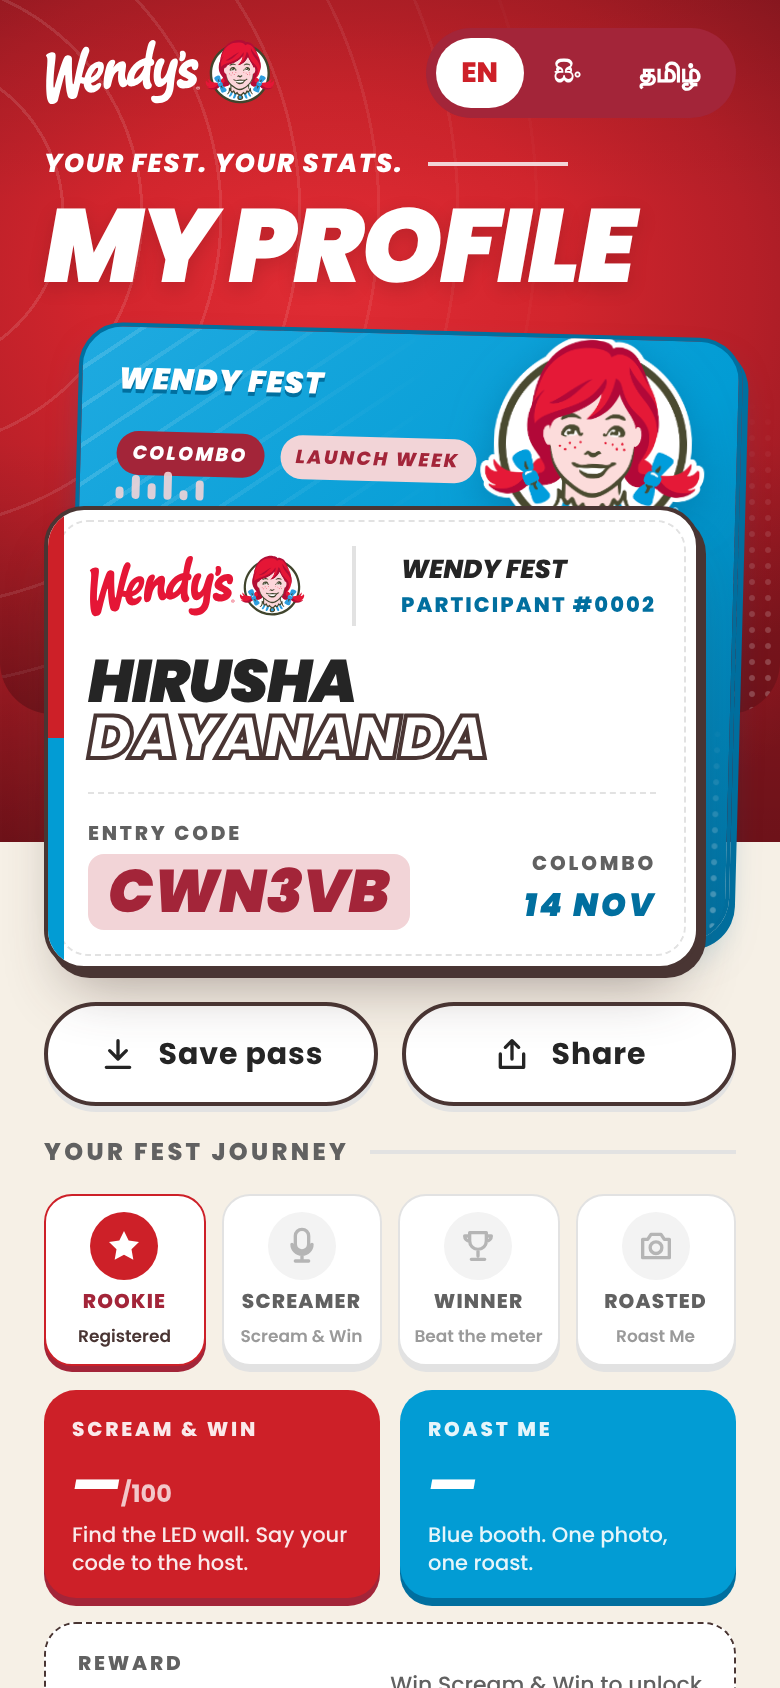 Wendy's
EN සිං தமிழ்
YOUR FEST. YOUR STATS.
MY PROFILE
WENDY FEST
COLOMBO LAUNCH WEEK
Wendy's
WENDY FEST
PARTICIPANT #0002
HIRUSHA
DAYANANDA
ENTRY CODE
CWN3VB
COLOMBO
14 NOV
Save pass
Share
YOUR FEST JOURNEY
ROOKIE
Registered
SCREAMER
Scream & Win
WINNER
Beat the meter
ROASTED
Roast Me
SCREAM & WIN
—/100
Find the LED wall. Say your
code to the host.
ROAST ME
—
Blue booth. One photo,
one roast.
REWARD
Win Scream & Win to unlock